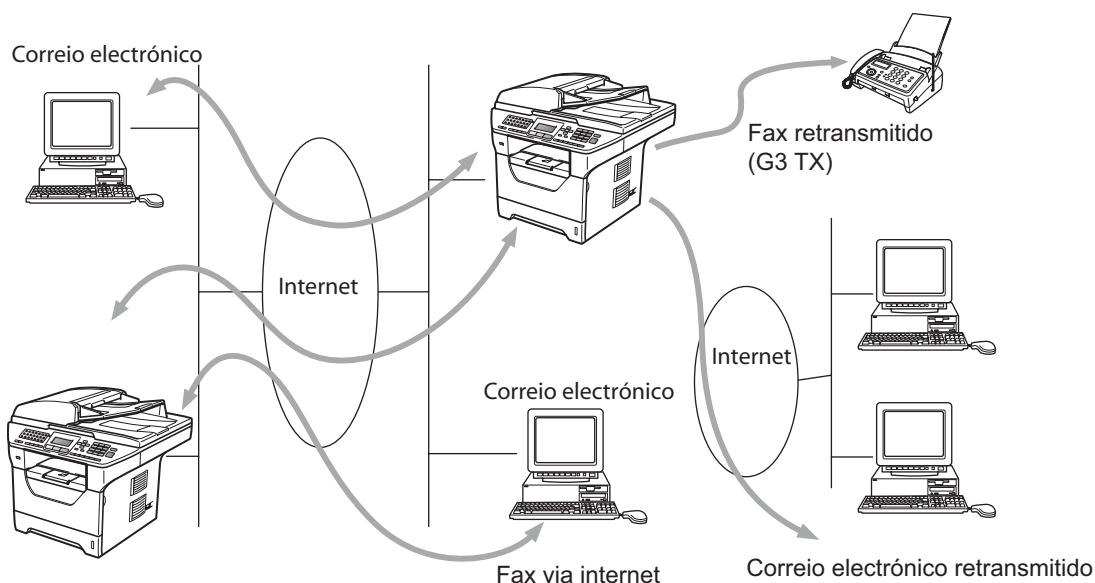 Correio electrónico
Fax retransmitido
(G3 TX)
Internet
Internet
Correio electrónico
Fax via internet
Correio electrónico retransmitido